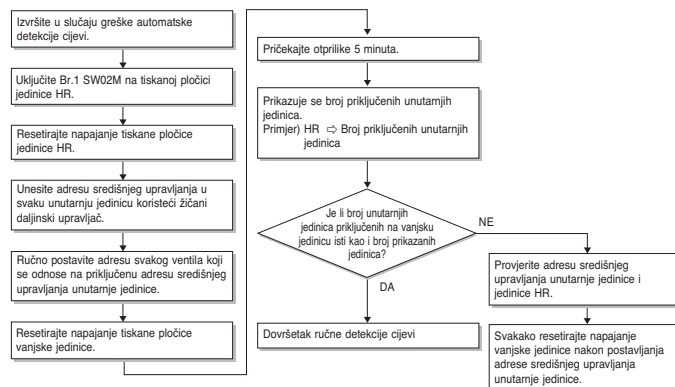 Izvršite u slučaju greške automatske
detekcije cijevi.
Uključite Br.1 SW02M na tiskanoj pločici
jedinice HR.
Resetirajte napajanje tiskane pločice
jedinice HR.
Unesite adresu središnjeg upravljanja u
svaku unutarnju jedinicu koristeći žičani
daljinski upravljač.
Ručno postavite adresu svakog ventila koji
se odnose na priključenu adresu središnjeg
upravljanja unutarnje jedinice.
Resetirajte napajanje tiskane pločice
vanjske jedinice.
Pričekajte otprilike 5 minuta.
Prikazuje se broj priključenih unutarnjih
jedinica.
Primjer) HR ⇨ Broj priključenih unutarnjih
jedinica
Je li broj unutarnjih
jedinica priključenih na vanjsku
jedinicu isti kao i broj prikazanih
jedinica?
NE
DA
Dovršetak ručne detekcije cijevi
Provjerite adresu središnjeg
upravljanja unutarnje jedinice i
jedinice HR.
Svakako resetirajte napajanje
vanjske jedinice nakon postavljanja
adrese središnjeg upravljanja
unutarnje jedinice.